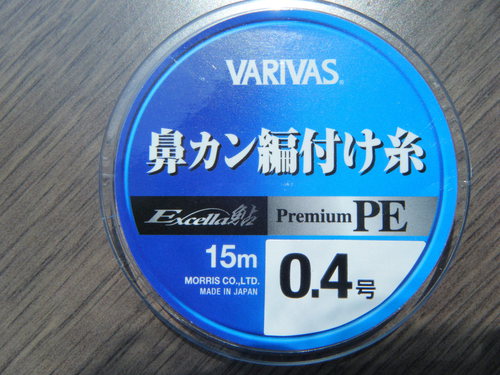 VARIVAS®
鼻カン編付け糸
Excella鮎 Premium PE
15m 0.4号
MORRIS CO.,LTD.
MADE IN JAPAN